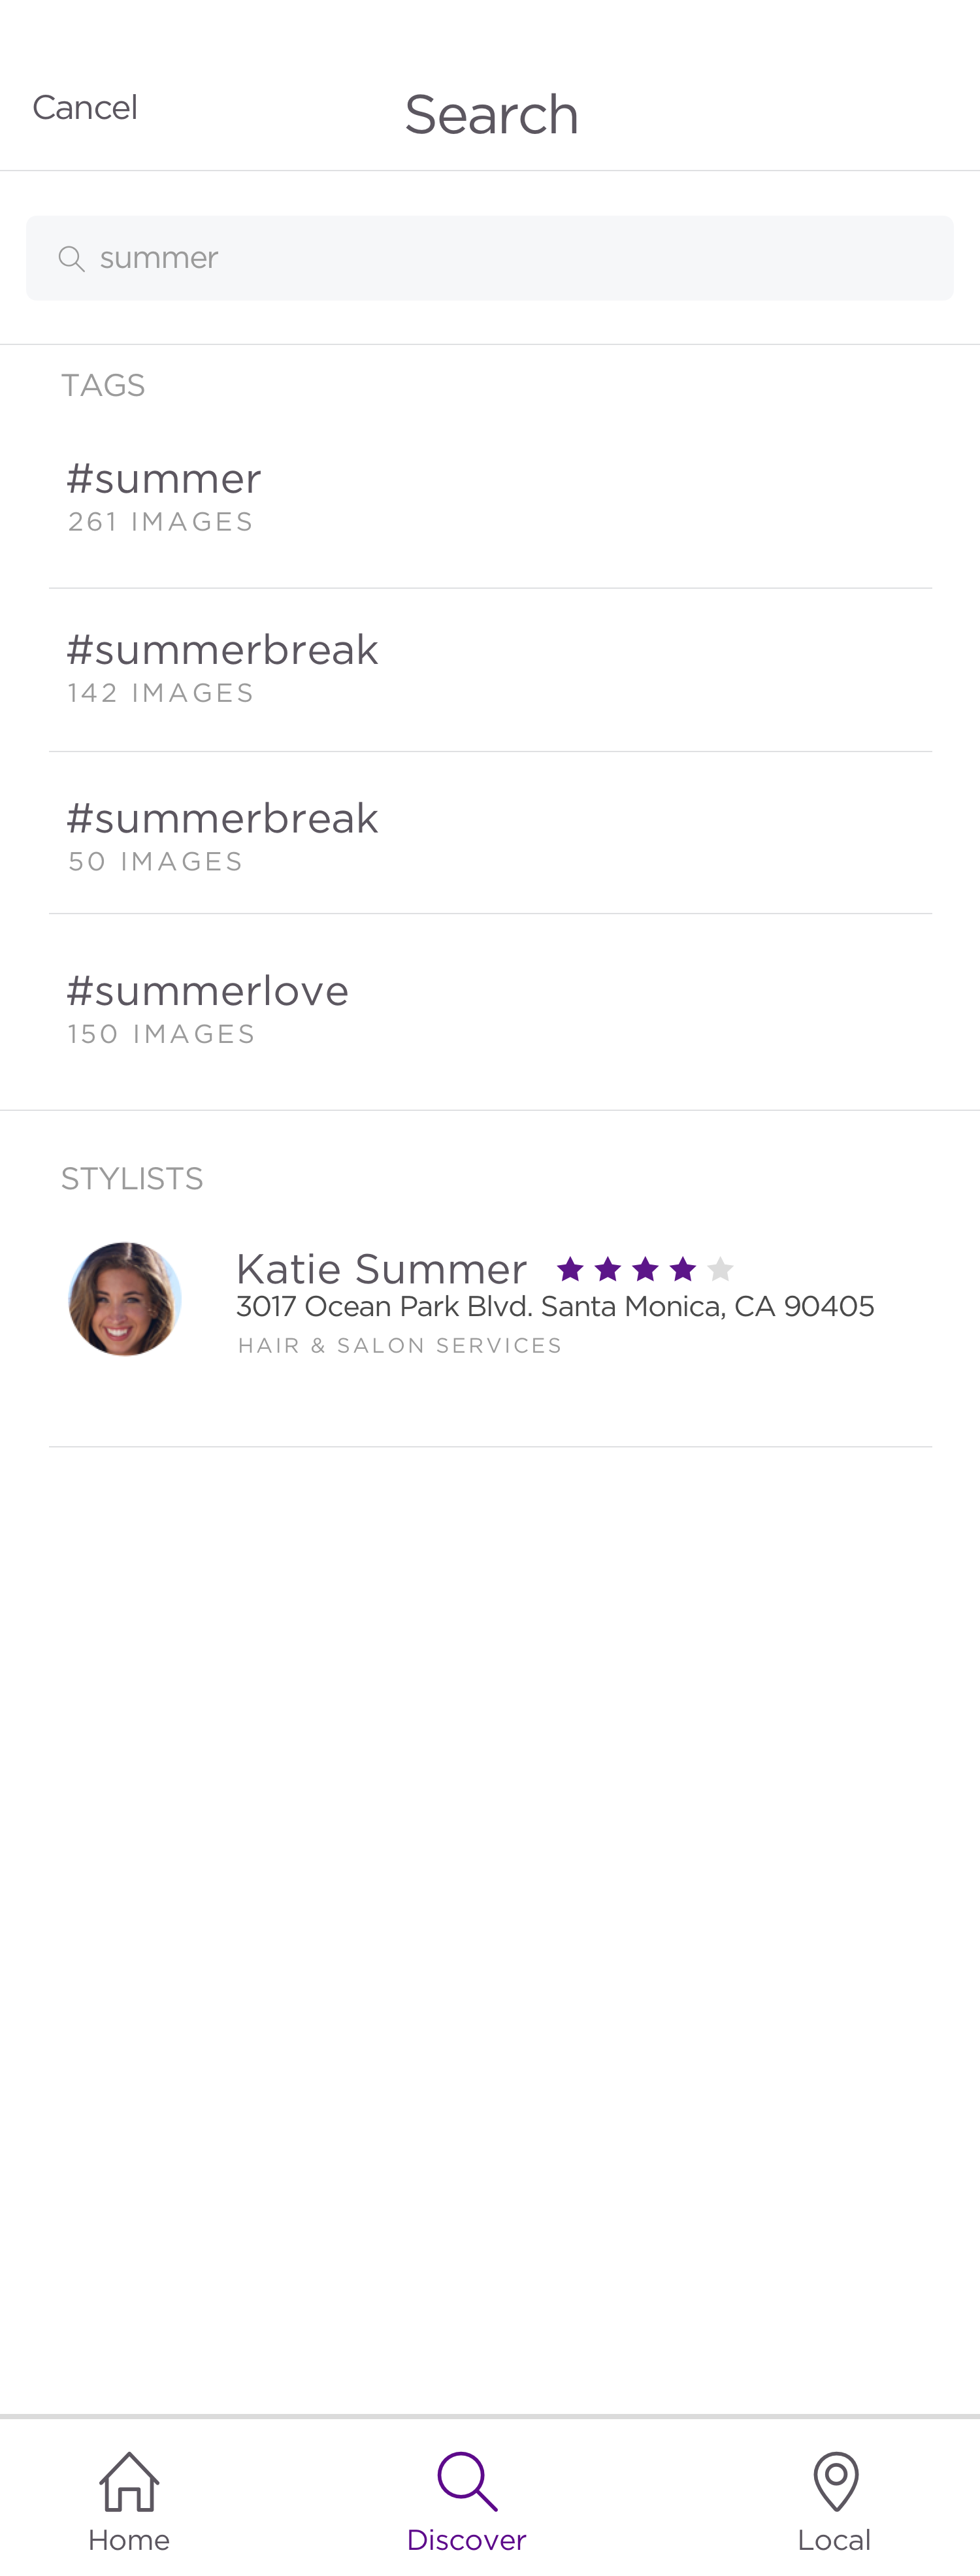 Cancel
Search
summer
TAGS
#summer
261 IMAGES
#summerbreak
142 IMAGES
#summerbreak
50 IMAGES
#summerlove
150 IMAGES
STYLISTS
Katie Summer
3017 Ocean Park Blvd. Santa Monica, CA 90405
HAIR & SALON SERVICES
Home
Discover
Local